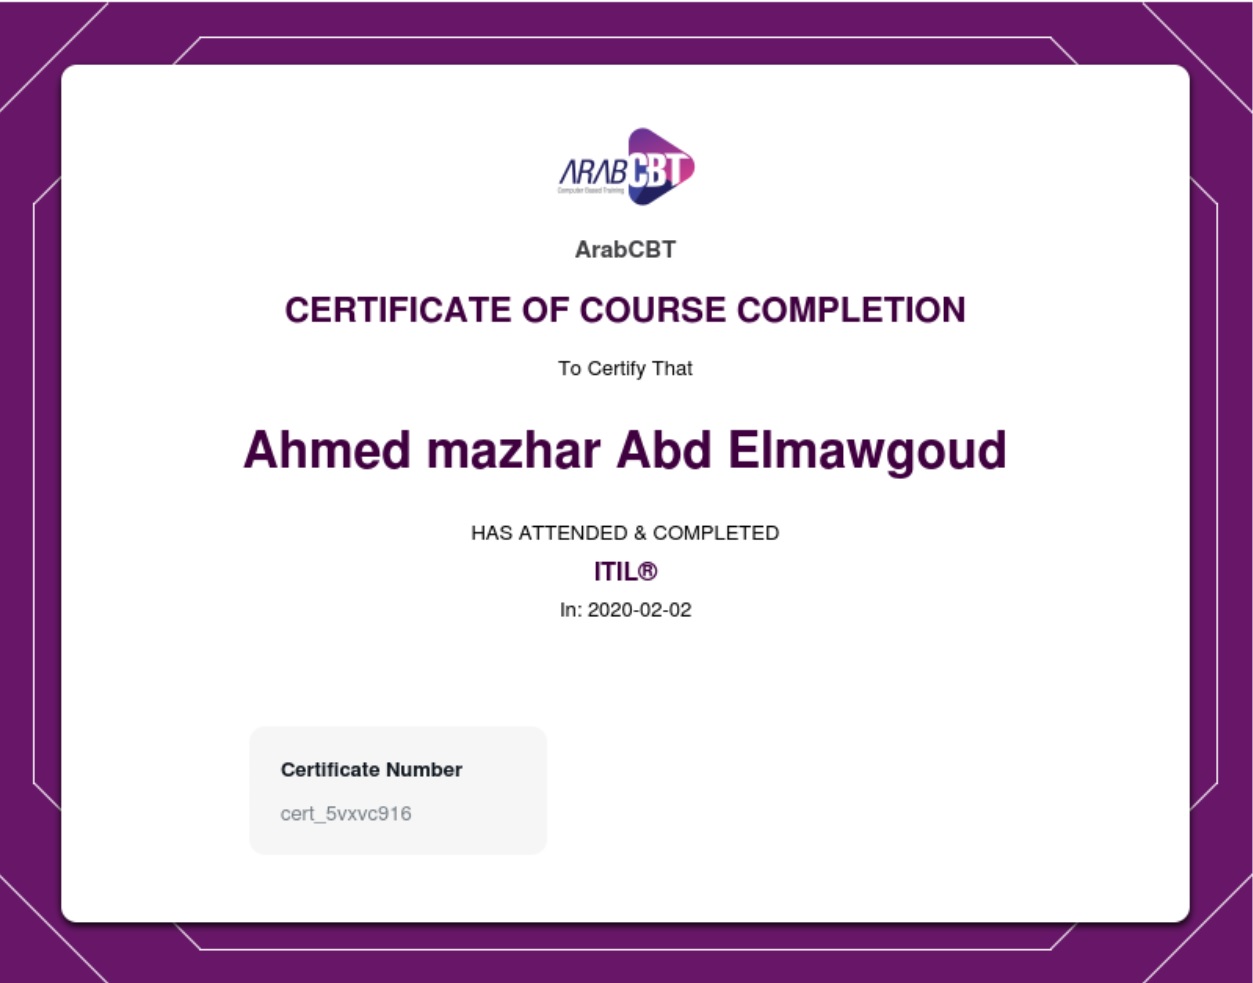 ARABCBT
Computer Based Training
ArabCBT
CERTIFICATE OF COURSE COMPLETION
To Certify That
Ahmed mazhar Abd Elmawgoud
HAS ATTENDED & COMPLETED
ITIL®
In: 2020-02-02
Certificate Number
cert_5vxvc916